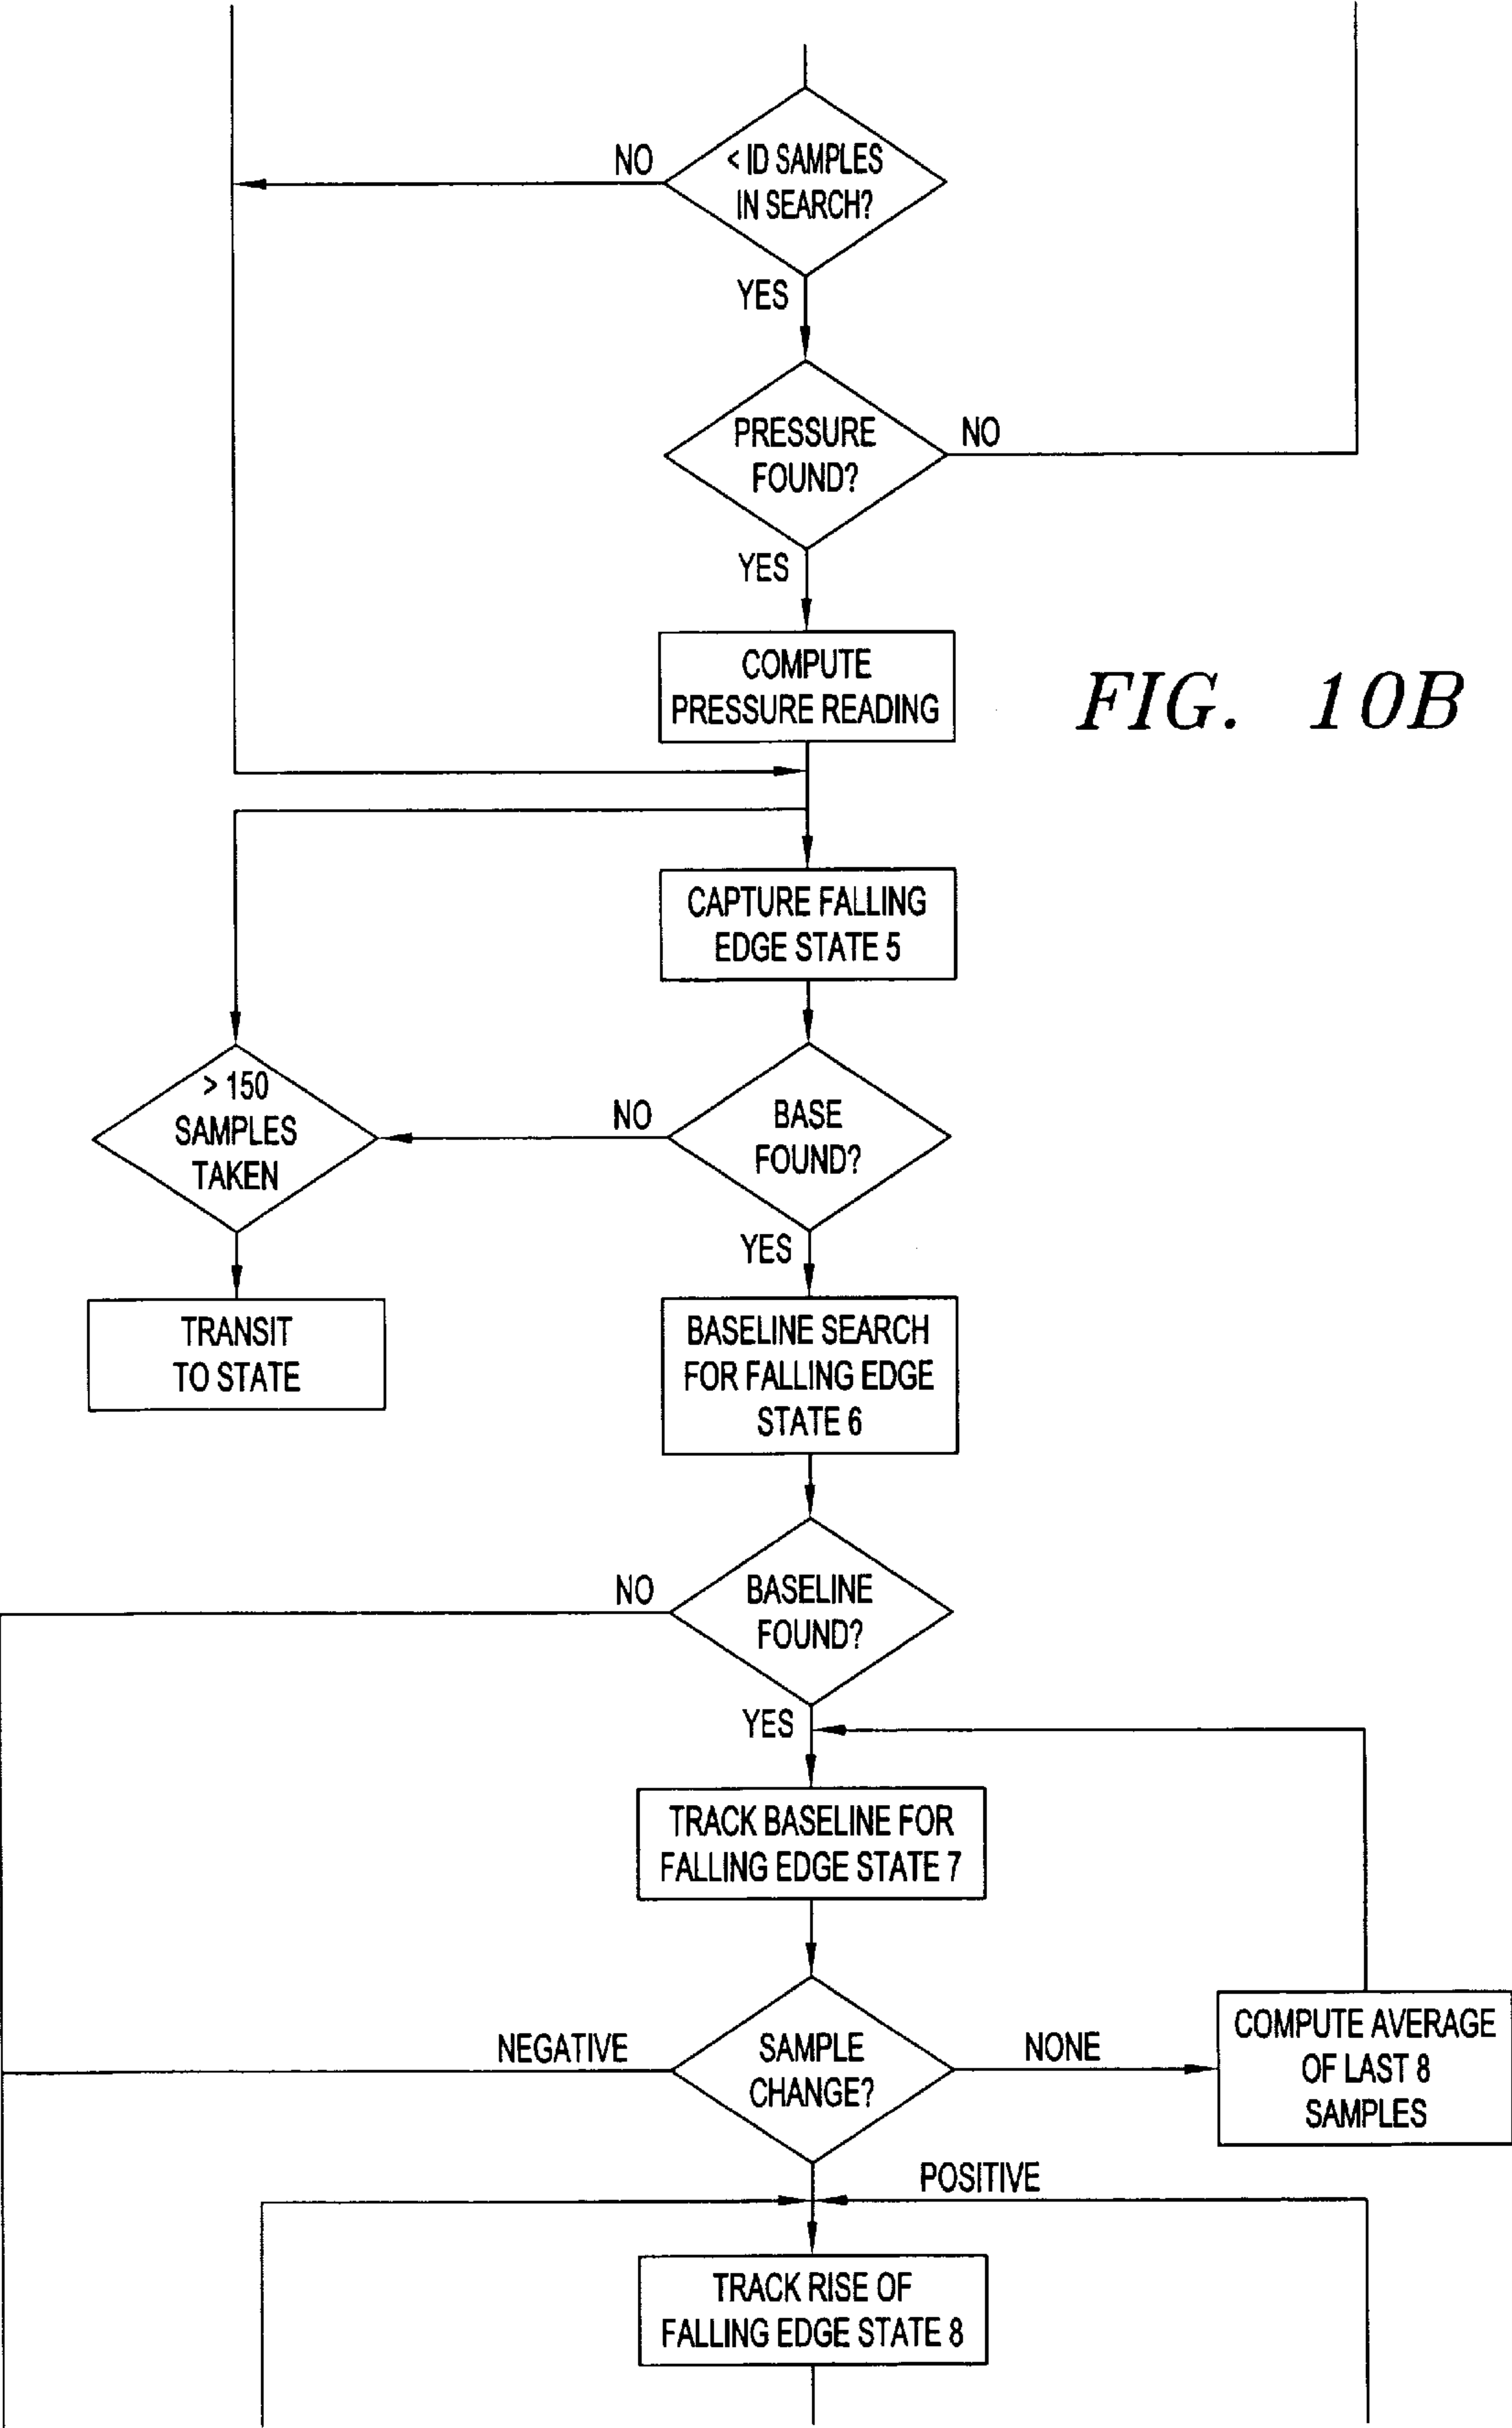 NO
< ID SAMPLES
IN SEARCH?
YES
PRESSURE
FOUND?
NO
YES
COMPUTE
PRESSURE READING
FIG. 10B
CAPTURE FALLING
EDGE STATE 5
> 150
SAMPLES
TAKEN
NO
BASE
FOUND?
YES
TRANSIT
TO STATE
BASELINE SEARCH
FOR FALLING EDGE
STATE 6
NO
BASELINE
FOUND?
YES
TRACK BASELINE FOR
FALLING EDGE STATE 7
NEGATIVE
SAMPLE
CHANGE?
NONE
COMPUTE AVERAGE
OF LAST 8
SAMPLES
POSITIVE
TRACK RISE OF
FALLING EDGE STATE 8